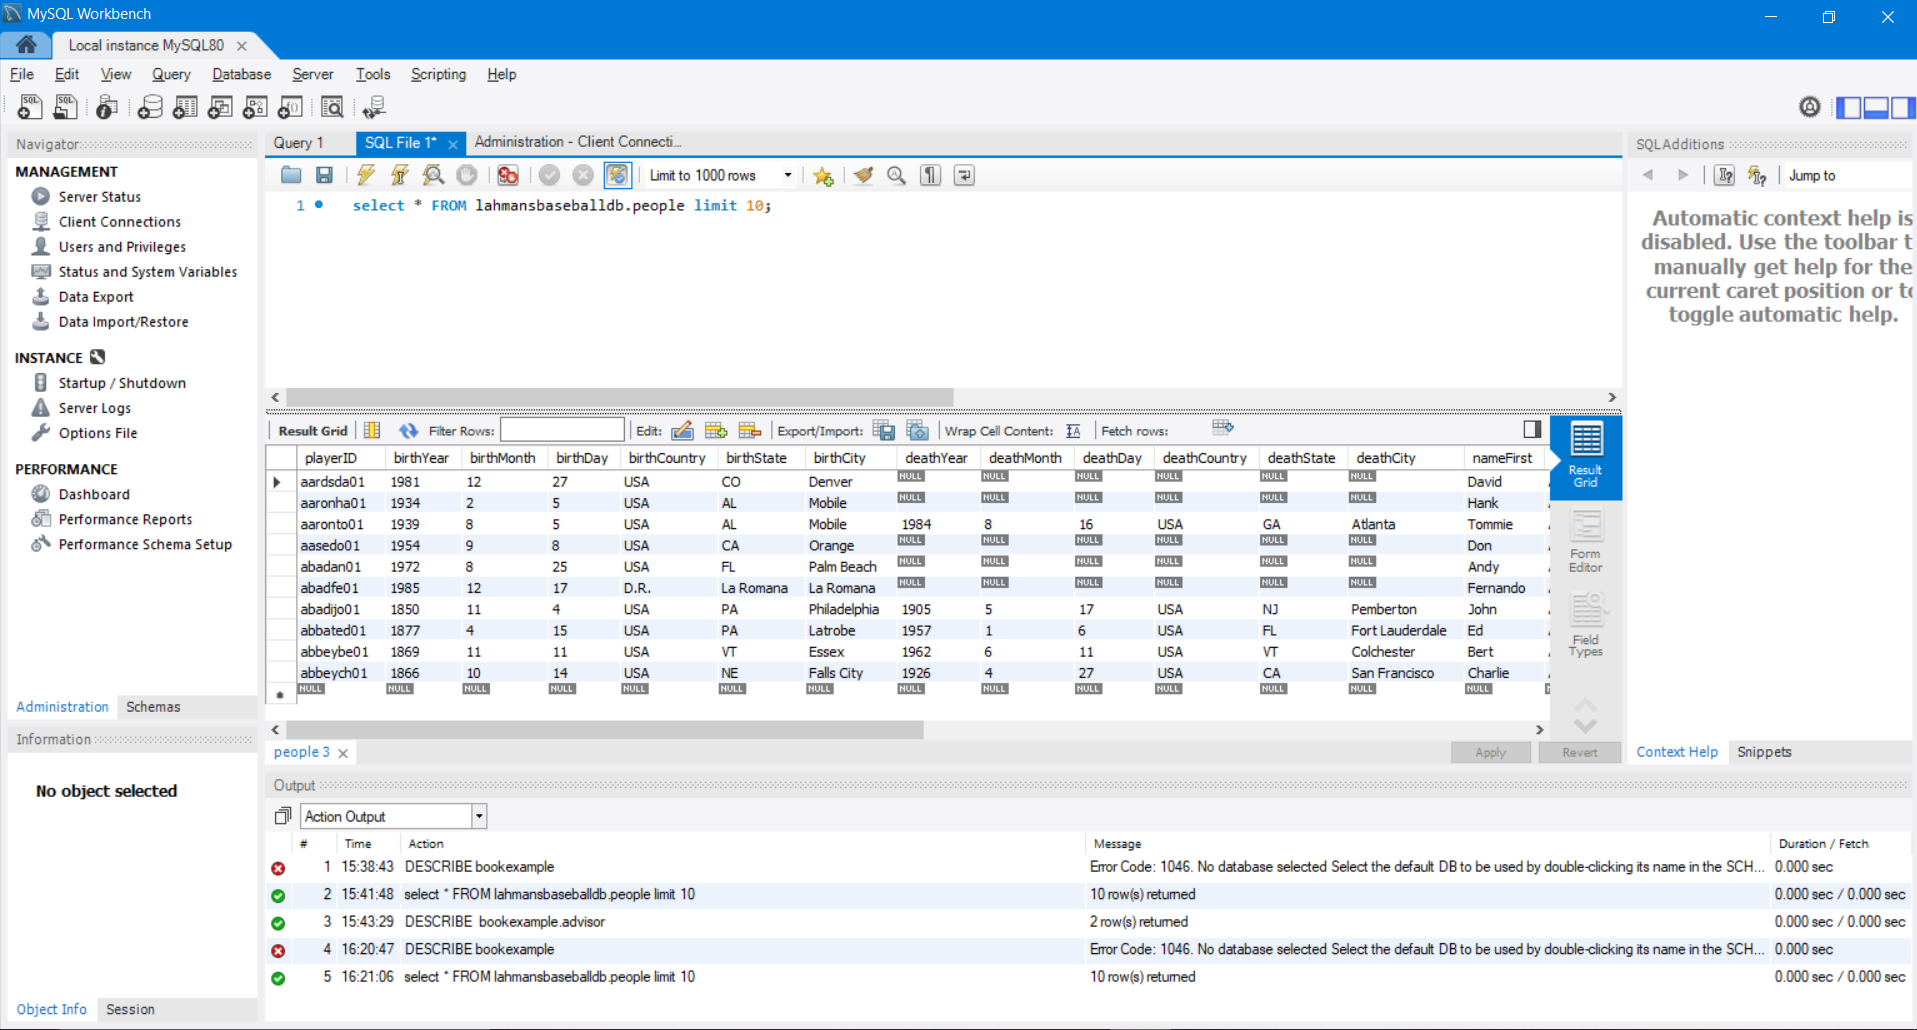 MySQL Workbench
Local instance MySQL80
File Edit View Query Database Server Tools Scripting Help
Navigator
MANAGEMENT
Server Status
Client Connections
Users and Privileges
Status and System Variables
Data Export
Data Import/Restore
INSTANCE
Startup / Shutdown
Server Logs
Options File
PERFORMANCE
Dashboard
Performance Reports
Performance Schema Setup
Administration Schemas
Information
No object selected
Object Info Session
Query 1 SQL File 1* Administration - Client Connecti...
Limit to 1000 rows
1 select * FROM lahmansbaseballdb.people limit 10;
Result Grid Filter Rows: Edit: Export/Import: Wrap Cell Content: Fetch rows:
playerID birthYear birthMonth birthDay birthCountry birthState birthCity deathYear deathMonth deathDay deathCountry deathState deathCity nameFirst
aardsda01 1981 12 27 USA CO Denver NULL NULL NULL NULL NULL NULL David
aaronha01 1934 2 5 USA AL Mobile NULL NULL NULL NULL NULL NULL Hank
aaronto01 1939 8 5 USA AL Mobile 1984 8 16 USA GA Atlanta Tommie
aasedo01 1954 9 8 USA CA Orange NULL NULL NULL NULL NULL NULL Don
abadan01 1972 8 25 USA FL Palm Beach NULL NULL NULL NULL NULL NULL Andy
abadfe01 1985 12 17 D.R. La Romana La Romana NULL NULL NULL NULL NULL NULL Fernando
abadijo01 1850 11 4 USA PA Philadelphia 1905 5 17 USA NJ Pemberton John
abbated01 1877 4 15 USA PA Latrobe 1957 1 6 USA FL Fort Lauderdale Ed
abbeybe01 1869 11 11 USA VT Essex 1962 6 11 USA VT Colchester Bert
abbeych01 1866 10 14 USA NE Falls City 1926 4 27 USA CA San Francisco Charlie
NULL NULL NULL NULL NULL NULL NULL NULL NULL NULL NULL NULL NULL NULL
Result
Grid
Form
Editor
Field
Types
people 3
Apply Revert
SQLAdditions
Jump to
Automatic context help is
disabled. Use the toolbar t
manually get help for the
current caret position or to
toggle automatic help.
Context Help Snippets
Output
Action Output
# Time Action Message Duration / Fetch
1 15:38:43 DESCRIBE bookexample Error Code: 1046. No database selected Select the default DB to be used by double-clicking its name in the SCH... 0.000 sec
2 15:41:48 select * FROM lahmansbaseballdb.people limit 10 10 row(s) returned 0.000 sec / 0.000 sec
3 15:43:29 DESCRIBE bookexample.advisor 2 row(s) returned 0.000 sec / 0.000 sec
4 16:20:47 DESCRIBE bookexample Error Code: 1046. No database selected Select the default DB to be used by double-clicking its name in the SCH... 0.000 sec
5 16:21:06 select * FROM lahmansbaseballdb.people limit 10 10 row(s) returned 0.000 sec / 0.000 sec